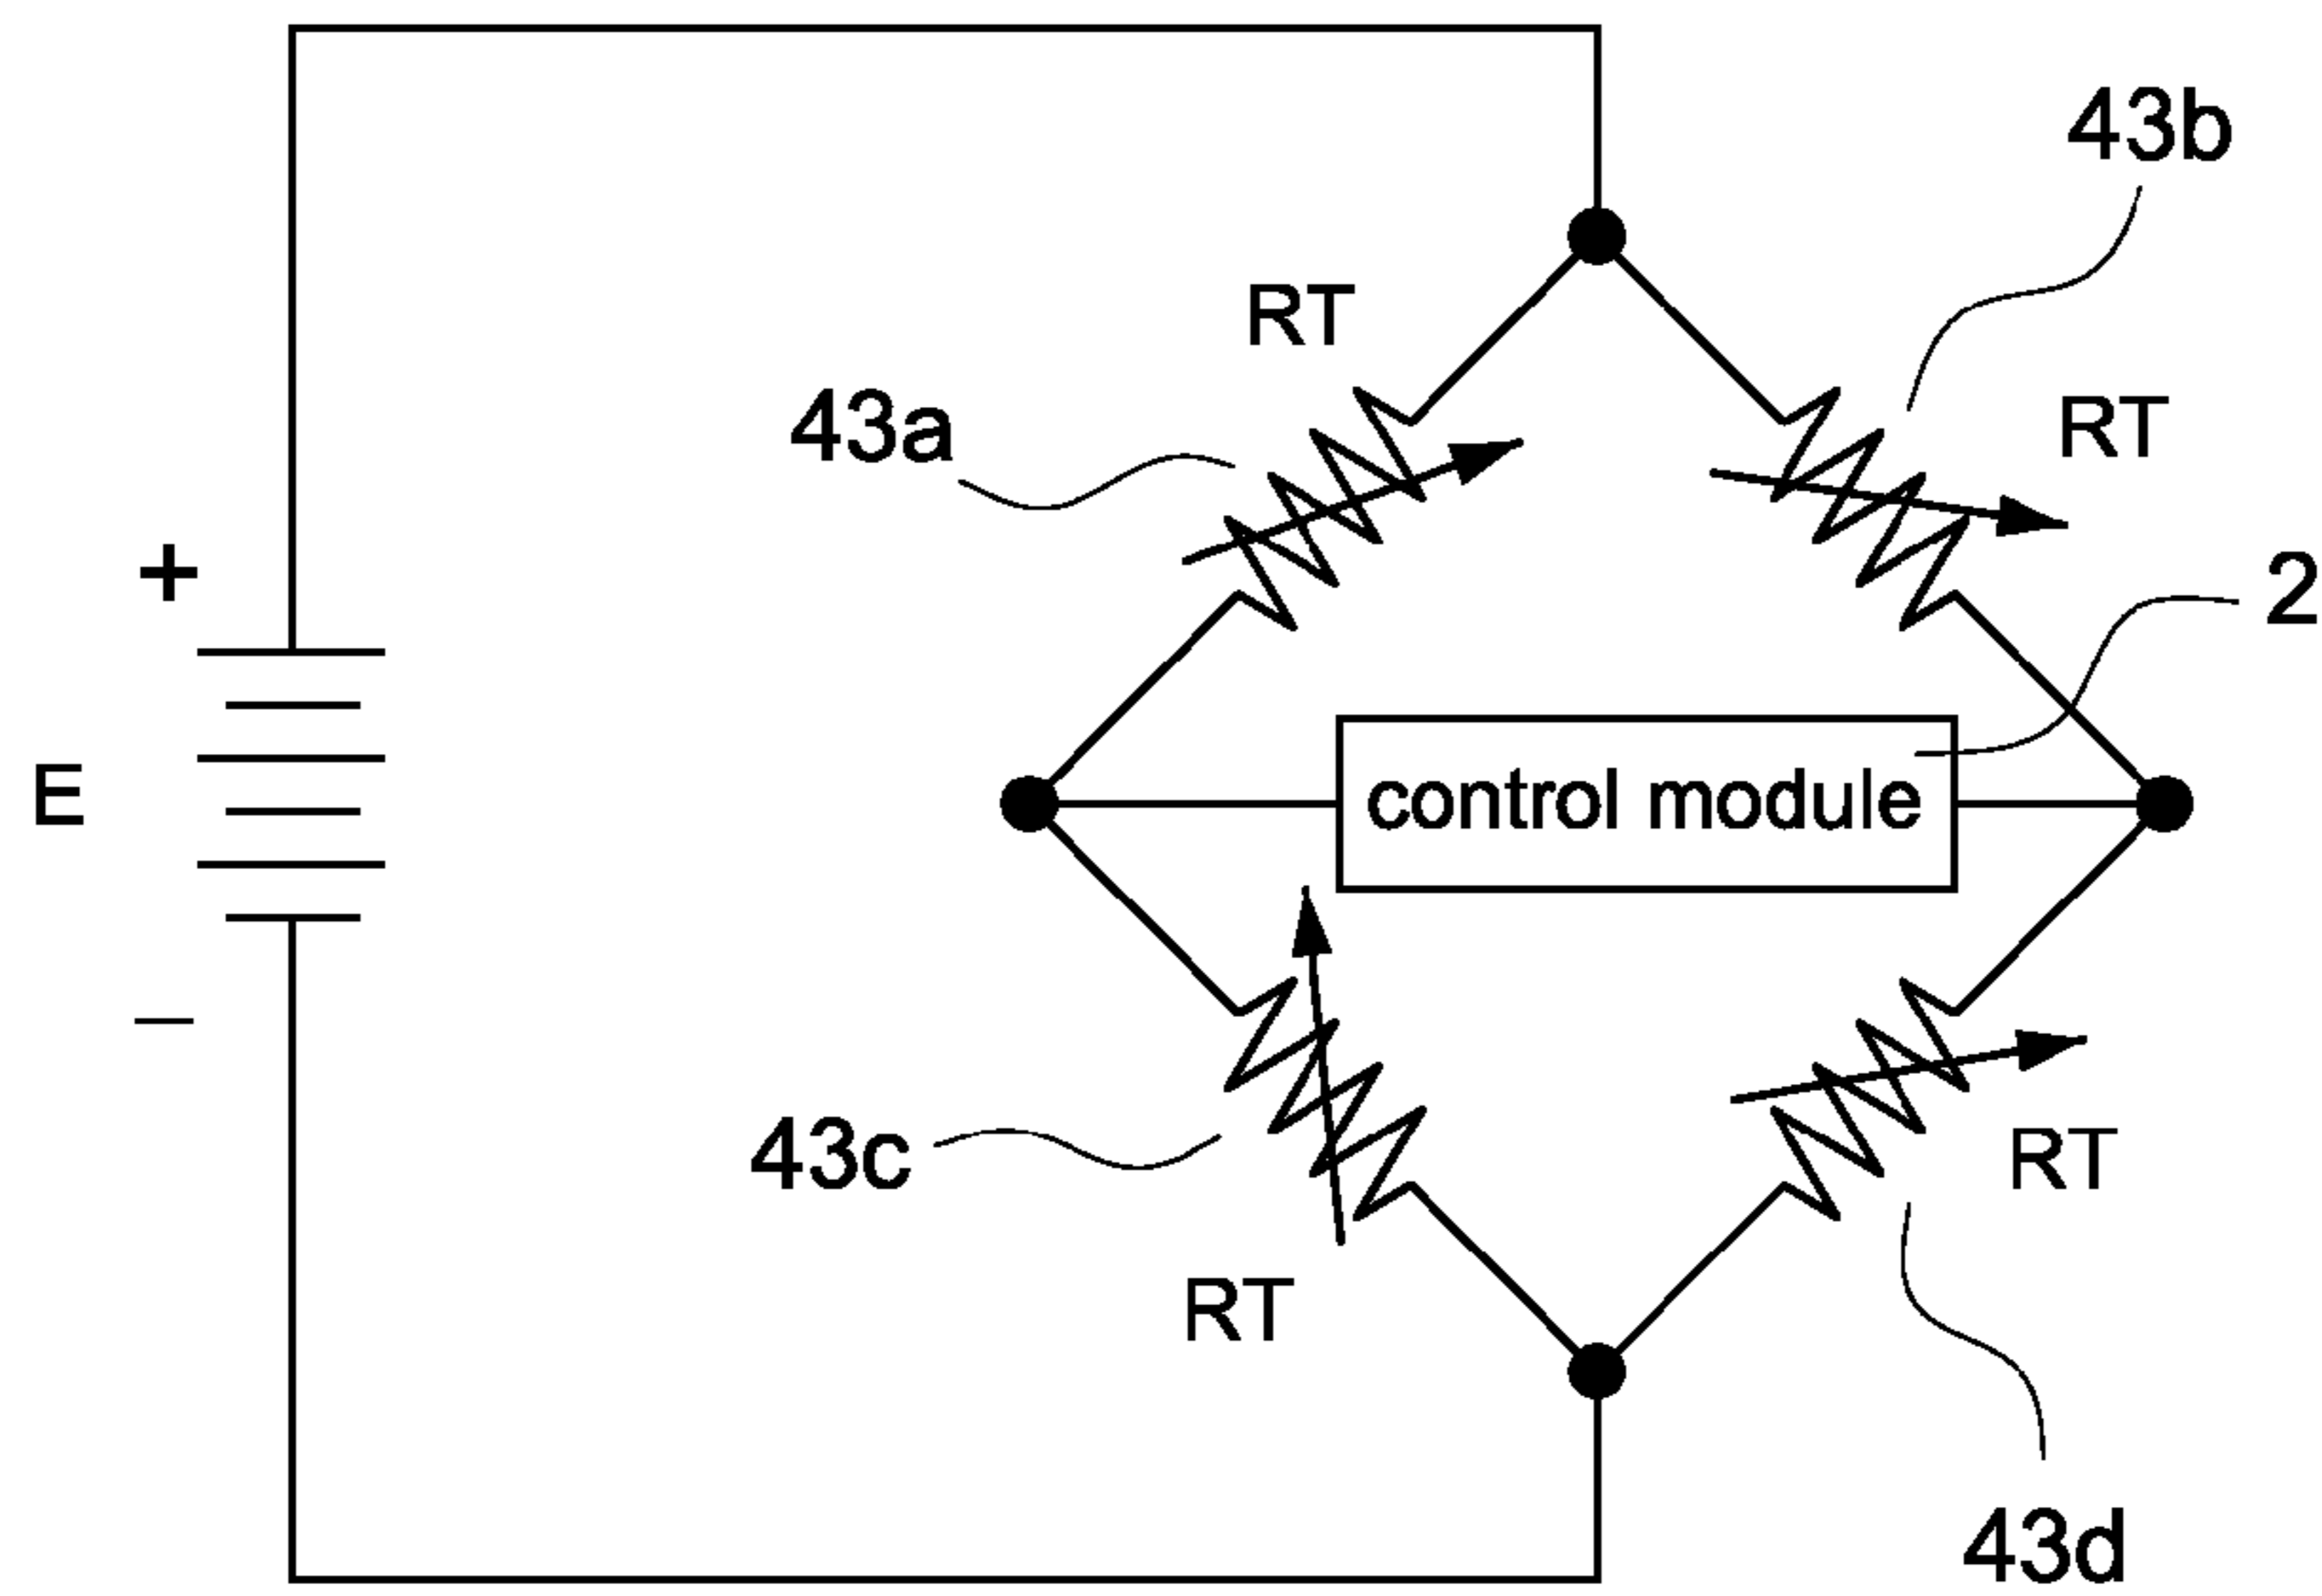 43b
RT
43a
RT
+
2
E
control module
–
43c
RT
RT
43d